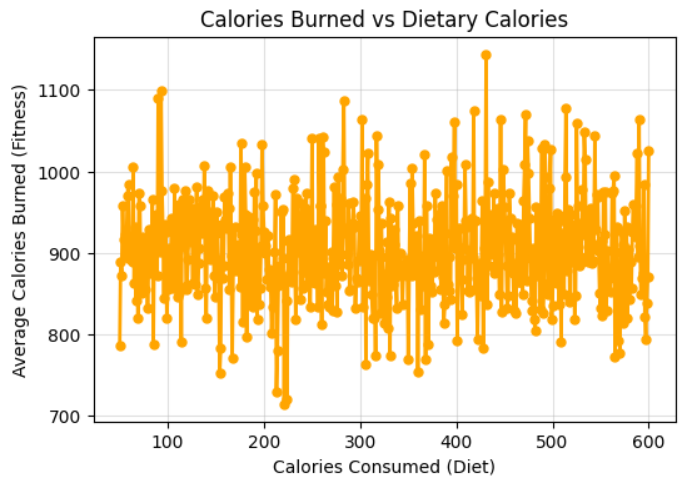 Calories Burned vs Dietary Calories
Average Calories Burned (Fitness)
1100
1000
900
800
700
100 200 300 400 500 600
Calories Consumed (Diet)